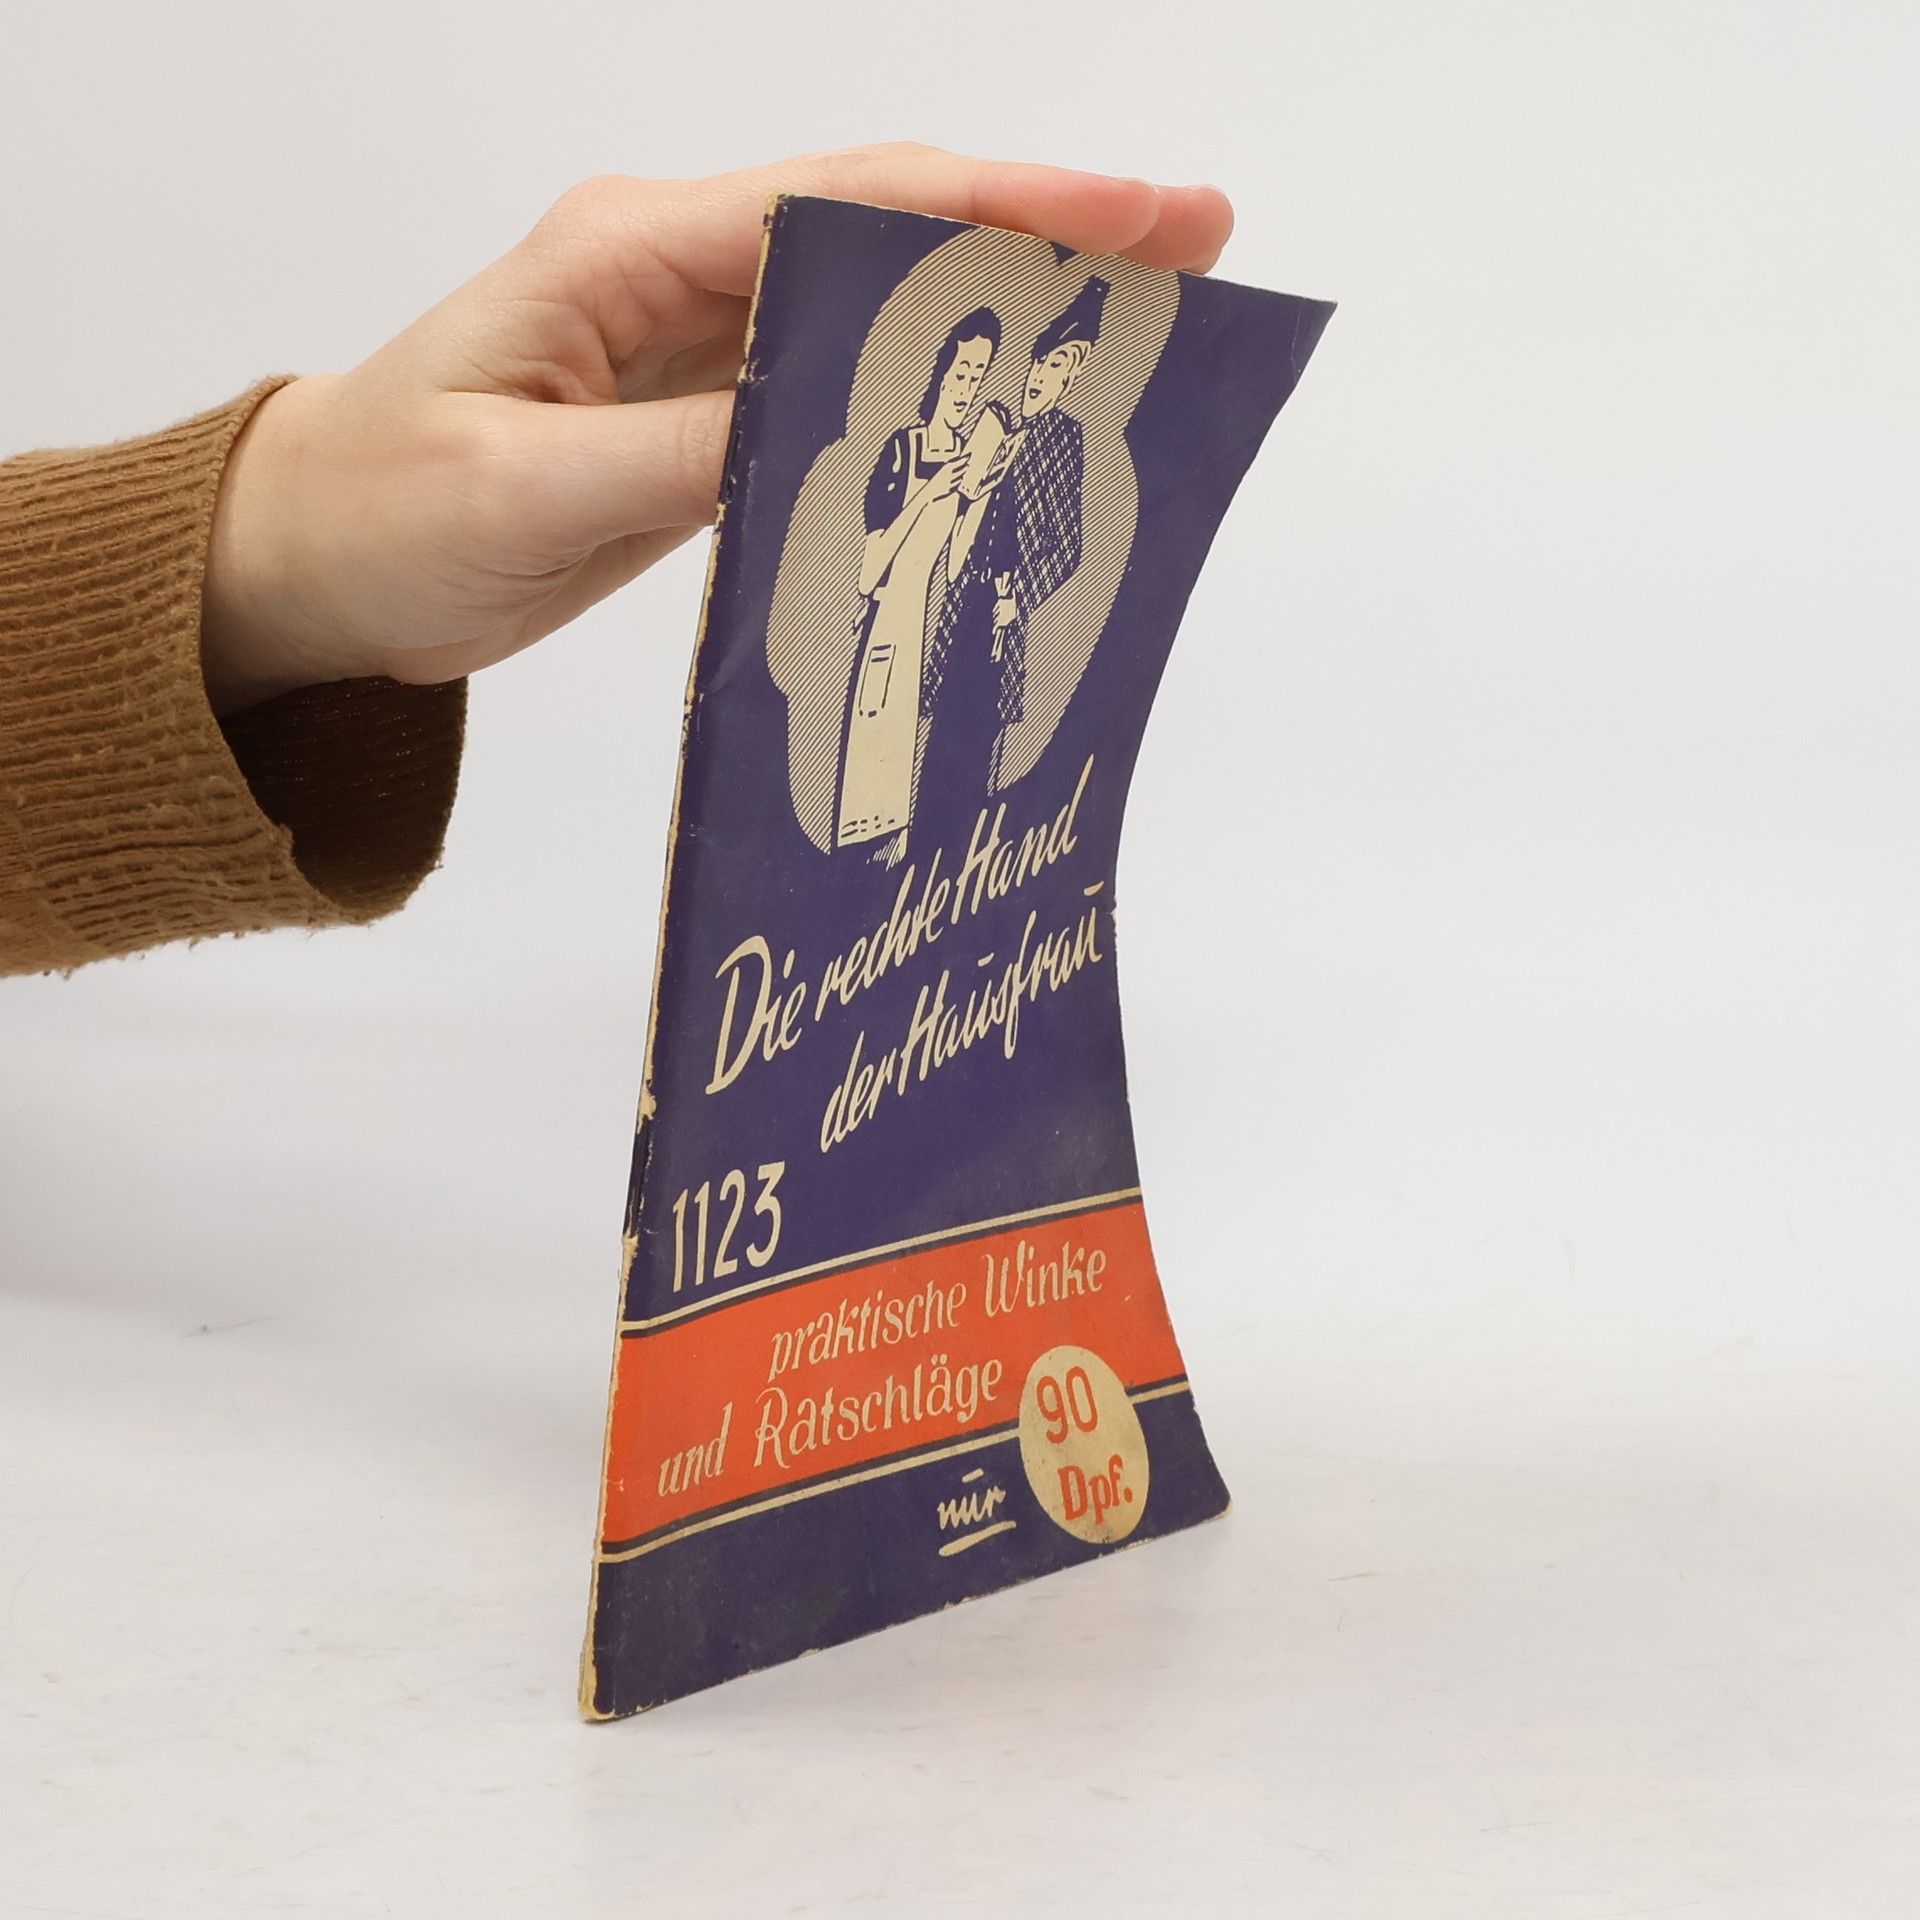 Die rechte Hand
der Hausfrau
1123
praktische Winke
und Ratschläge
nur
90
Dpf.